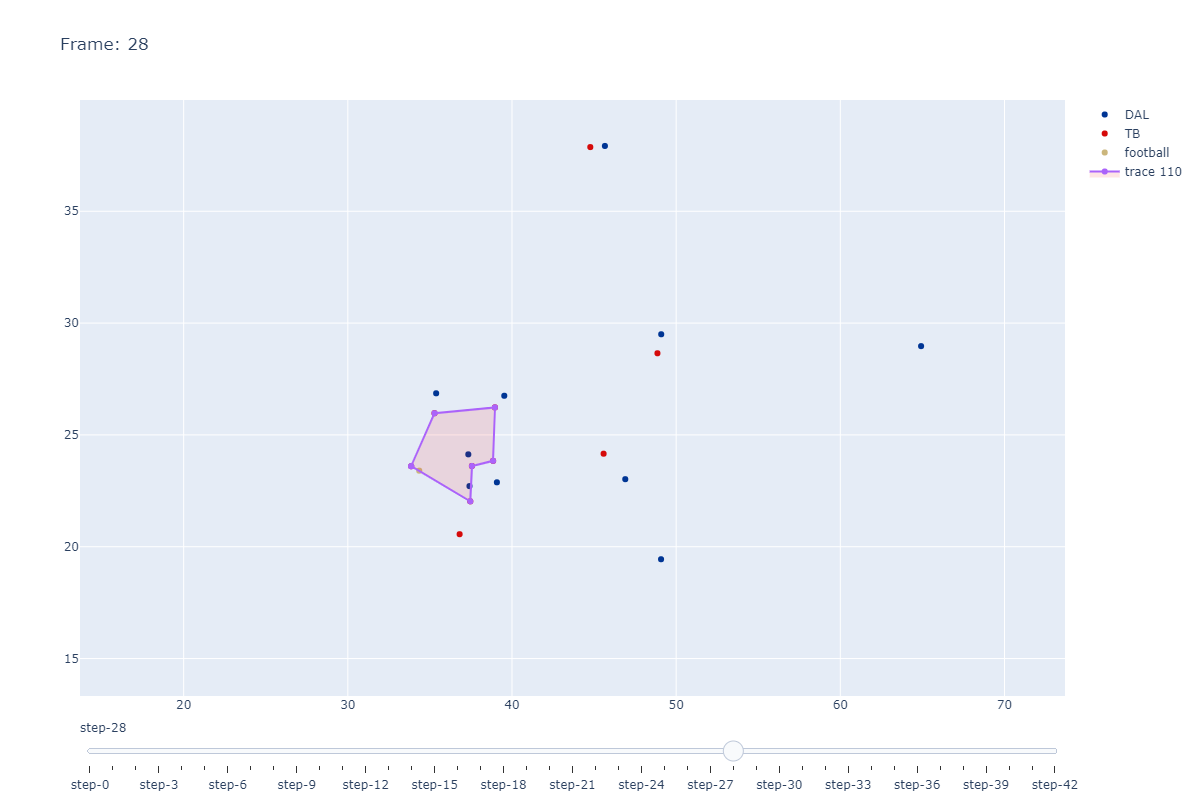 Frame: 28
DAL
TB
football
trace 110
35
30
25
20
15
20 30 40 50 60 70
step-28
step-0 step-3 step-6 step-9 step-12 step-15 step-18 step-21 step-24 step-27 step-30 step-33 step-36 step-39 step-42